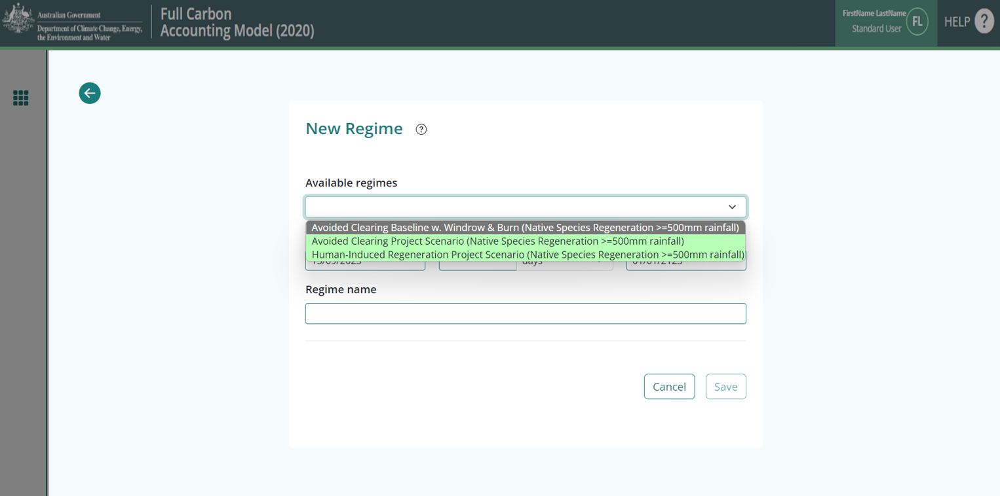 Australian Government
Department of Climate Change, Energy,
the Environment and Water
Full Carbon
Accounting Model (2020)
FirstName LastName
Standard User
FL
HELP ?
New Regime ?
Available regimes
Avoided Clearing Baseline w. Windrow & Burn (Native Species Regeneration >=500mm rainfall)
Avoided Clearing Project Scenario (Native Species Regeneration >=500mm rainfall)
Human-Induced Regeneration Project Scenario (Native Species Regeneration >=500mm rainfall)
days 01/01/2123
Regime name
Cancel Save